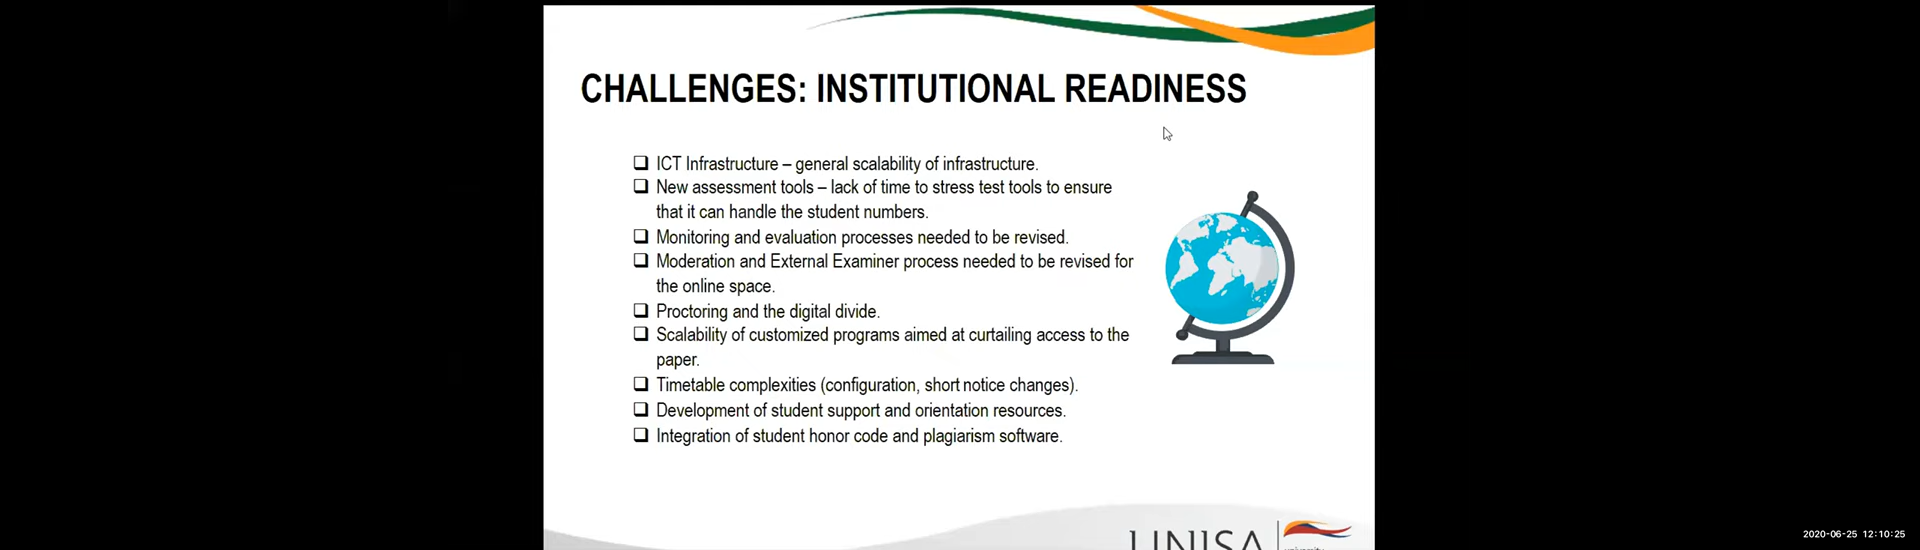 CHALLENGES: INSTITUTIONAL READINESS
❑ ICT Infrastructure – general scalability of infrastructure.
❑ New assessment tools – lack of time to stress test tools to ensure
that it can handle the student numbers.
❑ Monitoring and evaluation processes needed to be revised.
❑ Moderation and External Examiner process needed to be revised for
the online space.
❑ Proctoring and the digital divide.
❑ Scalability of customized programs aimed at curtailing access to the
paper.
❑ Timetable complexities (configuration, short notice changes).
❑ Development of student support and orientation resources.
❑ Integration of student honor code and plagiarism software.
UNISA
2020-06-25 12:10:25